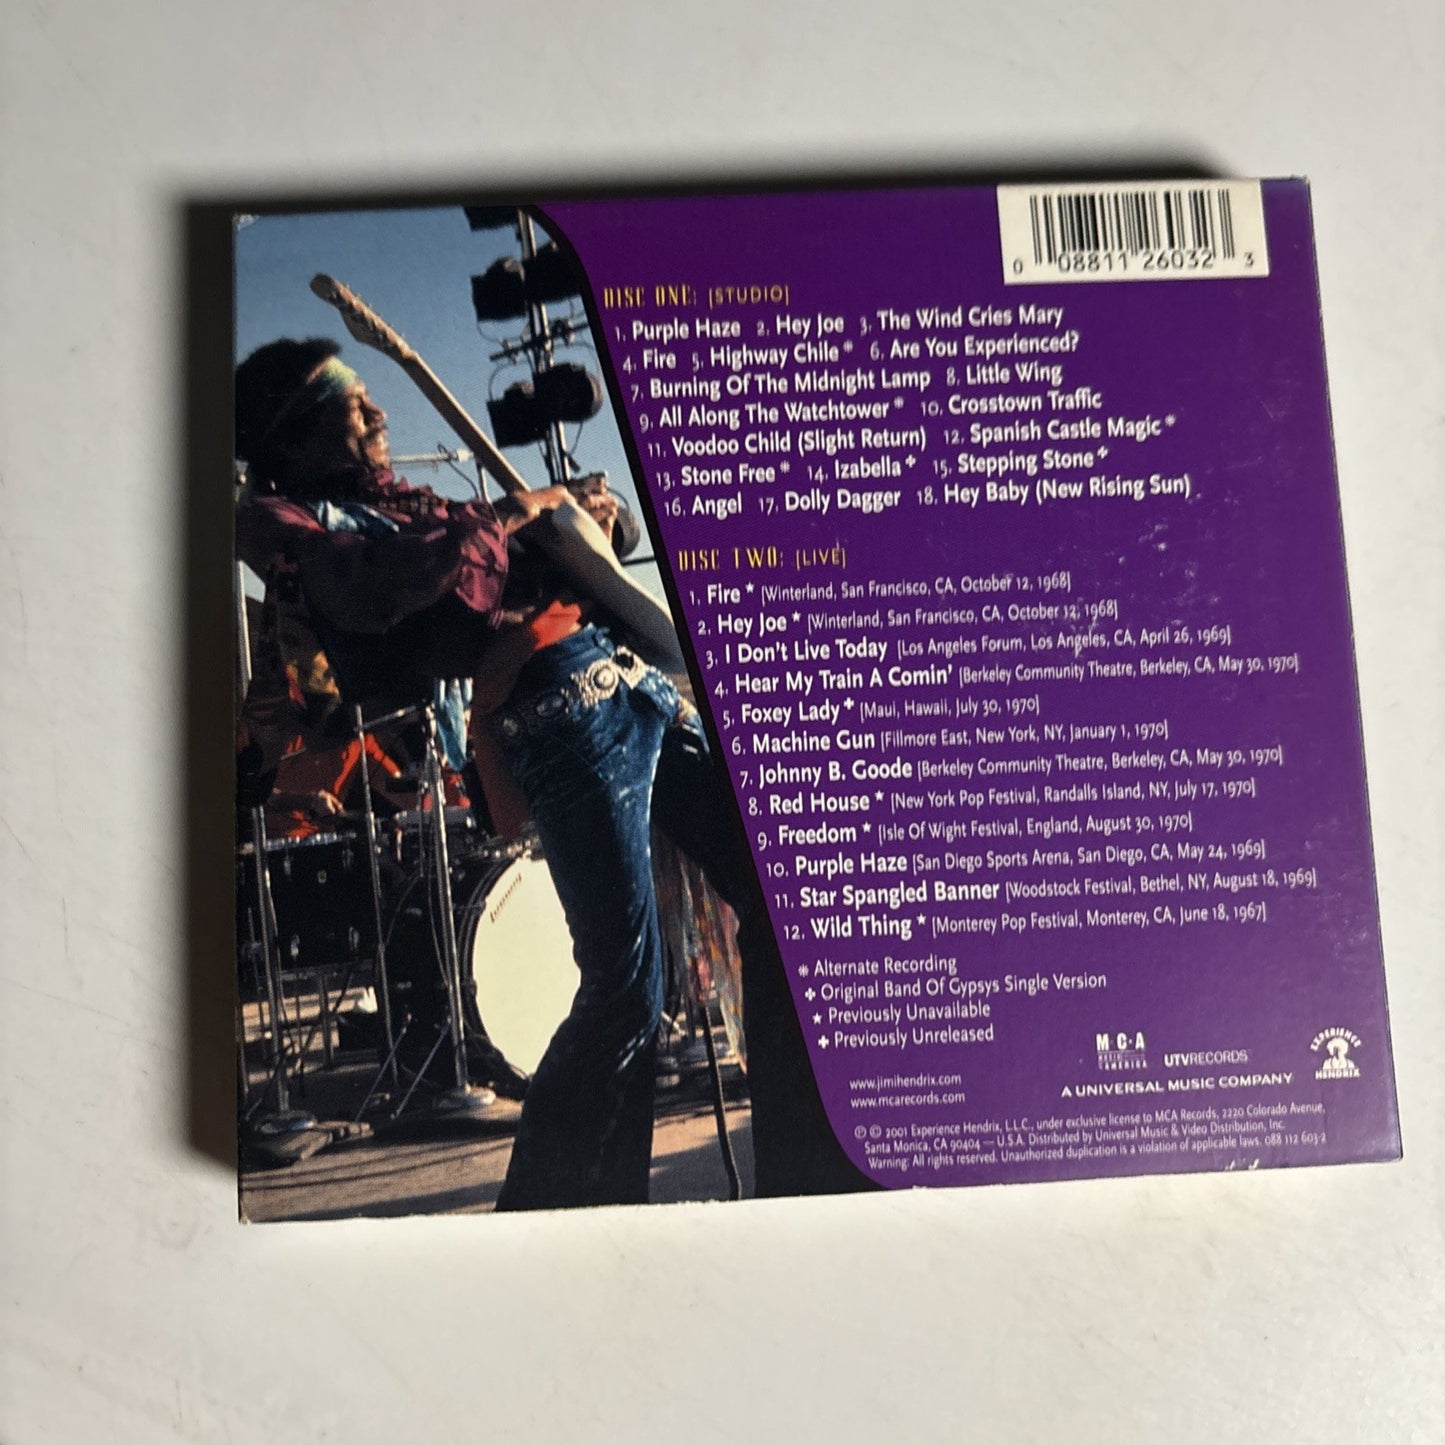 0 08811 26032 3
DISC ONE: [STUDIO]
1. Purple Haze 2. Hey Joe 3. The Wind Cries Mary
4. Fire 5. Highway Chile* 6. Are You Experienced?
7. Burning Of The Midnight Lamp 8. Little Wing
9. All Along The Watchtower* 10. Crosstown Traffic
11. Voodoo Child (Slight Return) 12. Spanish Castle Magic*
13. Stone Free* 14. Izabella✚ 15. Stepping Stone✚
16. Angel 17. Dolly Dagger 18. Hey Baby (New Rising Sun)
DISC TWO: [LIVE]
1. Fire ★ [Winterland, San Francisco, CA, October 12, 1968]
2. Hey Joe ★ [Winterland, San Francisco, CA, October 12, 1968]
3. I Don't Live Today [Los Angeles Forum, Los Angeles, CA, April 26, 1969]
4. Hear My Train A Comin' [Berkeley Community Theatre, Berkeley, CA, May 30, 1970]
5. Foxey Lady✚ [Maui, Hawaii, July 30, 1970]
6. Machine Gun [Fillmore East, New York, NY, January 1, 1970]
7. Johnny B. Goode [Berkeley Community Theatre, Berkeley, CA, May 30, 1970]
8. Red House ★ [New York Pop Festival, Randalls Island, NY, July 17, 1970]
9. Freedom ★ [Isle Of Wight Festival, England, August 30, 1970]
10. Purple Haze [San Diego Sports Arena, San Diego, CA, May 24, 1969]
11. Star Spangled Banner [Woodstock Festival, Bethel, NY, August 18, 1969]
12. Wild Thing ★ [Monterey Pop Festival, Monterey, CA, June 18, 1967]
* Alternate Recording
✚ Original Band Of Gypsys Single Version
★ Previously Unavailable
✚ Previously Unreleased
M·C·A
AMERICA
UTVRECORDS
EXPERIENCE
HENDRIX
A UNIVERSAL MUSIC COMPANY
www.jimihendrix.com
www.mcarecords.com
℗ © 2001 Experience Hendrix, L.L.C., under exclusive license to MCA Records, 2220 Colorado Avenue,
Santa Monica, CA 90404 — U.S.A. Distributed by Universal Music & Video Distribution, Inc.
Warning: All rights reserved. Unauthorized duplication is a violation of applicable laws. 088 112 603-2